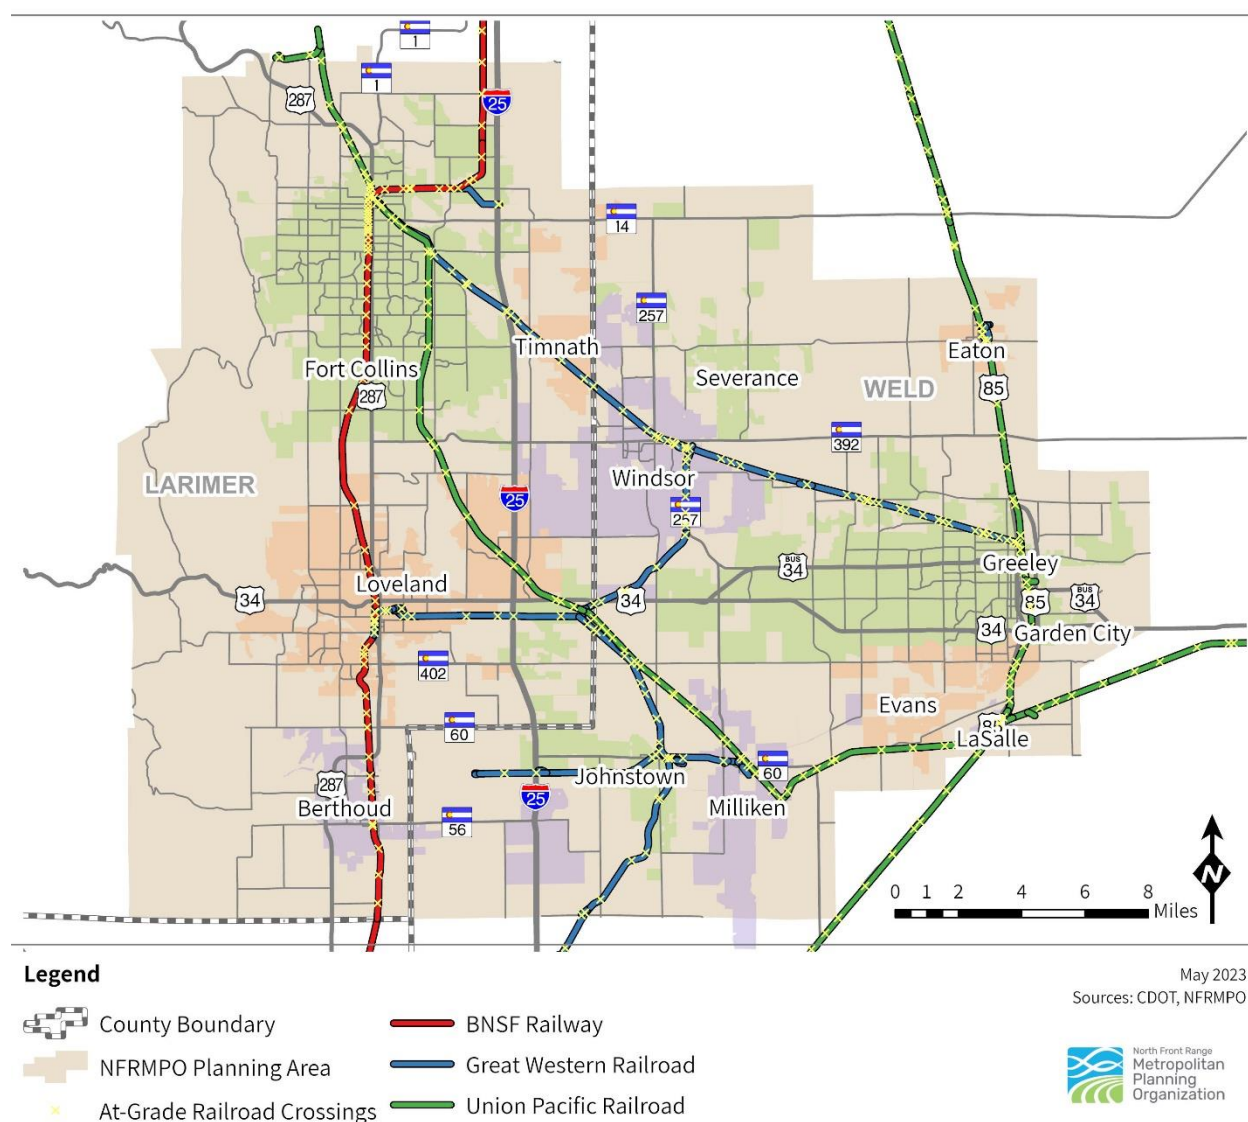 1
1
287
25
14
257
Timnath
Fort Collins
287
Severance
Eaton
WELD
85
392
LARIMER
Windsor
25
257
Loveland
34
34
BUS
34
Greeley
85
BUS
34
34
Garden City
402
Evans
60
85
LaSalle
Johnstown
60
287
Berthoud
25
56
Milliken
N
0 1 2 4 6 8
Miles
Legend
County Boundary
NFRMPO Planning Area
At-Grade Railroad Crossings
BNSF Railway
Great Western Railroad
Union Pacific Railroad
May 2023
Sources: CDOT, NFRMPO
North Front Range
Metropolitan
Planning
Organization